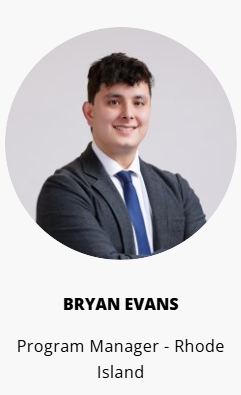 BRYAN EVANS
Program Manager - Rhode
Island